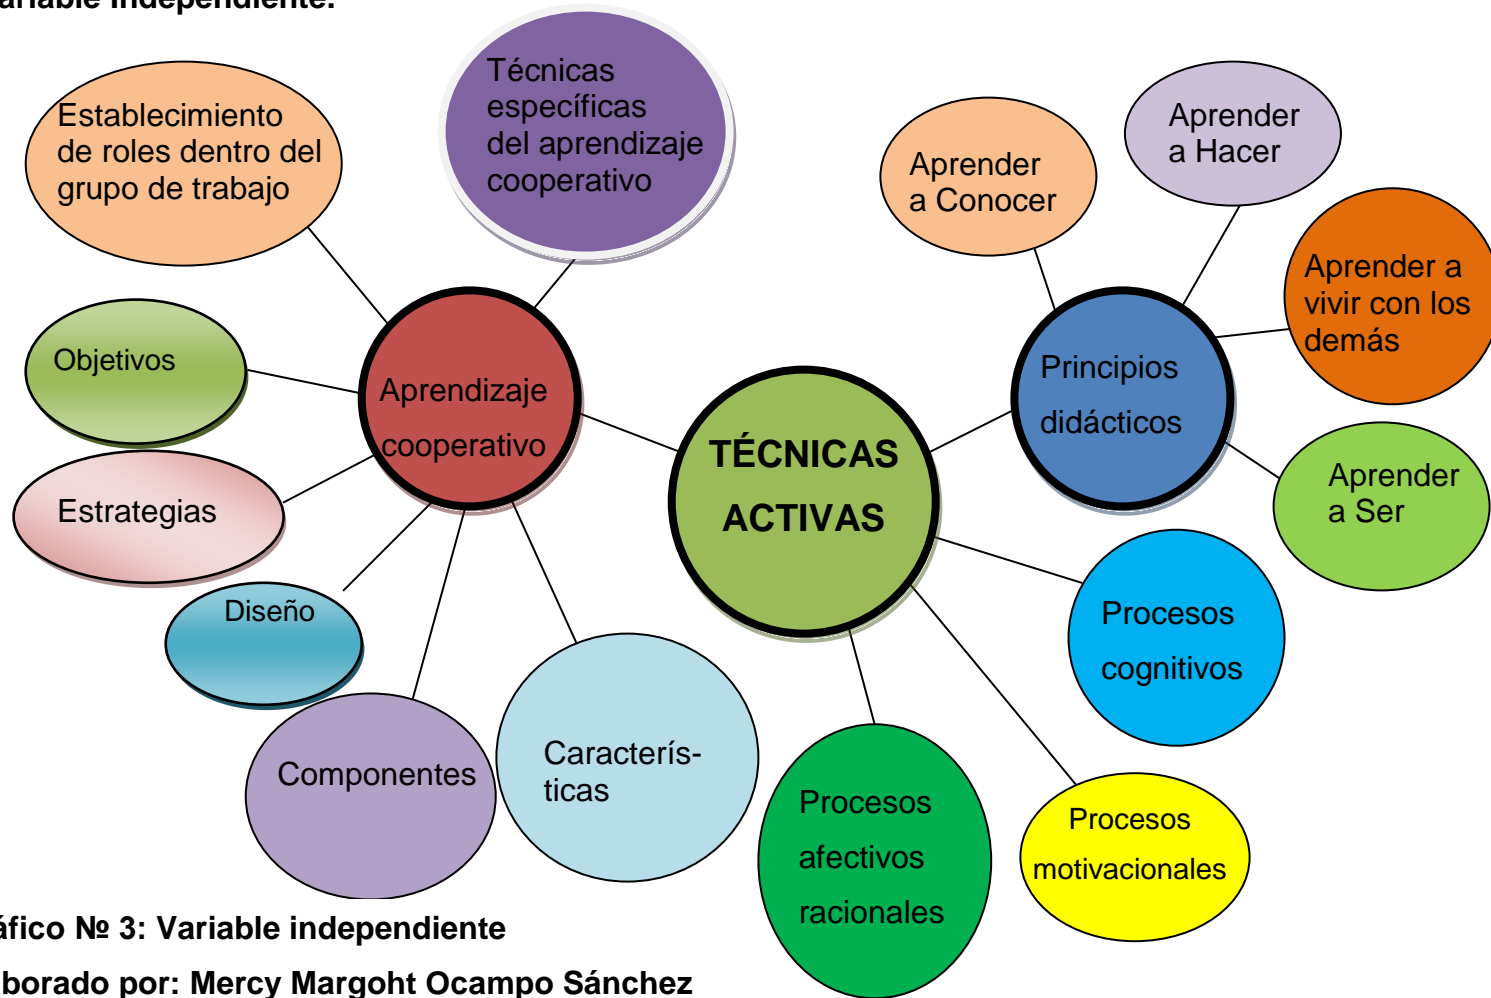 ariable Independiente.
Establecimiento
de roles dentro del
grupo de trabajo
Técnicas
específicas
del aprendizaje
cooperativo
Aprender
a Conocer
Aprender
a Hacer
Aprender a
vivir con los
demás
Objetivos
Aprendizaje
cooperativo
Principios
didácticos
TÉCNICAS
ACTIVAS
Estrategias
Aprender
a Ser
Diseño
Procesos
cognitivos
Componentes
Caracterís-
ticas
Procesos
afectivos
racionales
Procesos
motivacionales
áfico № 3: Variable independiente
aborado por: Mercy Margoht Ocampo Sánchez